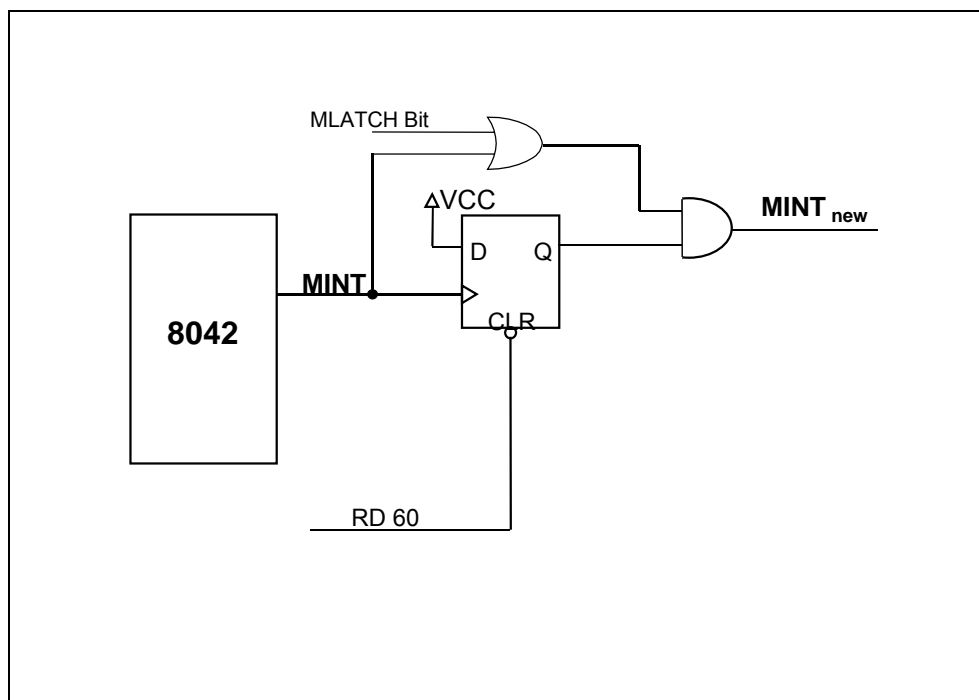 MLATCH Bit
VCC
D Q
MINT
CLR
8042
MINT new
RD 60